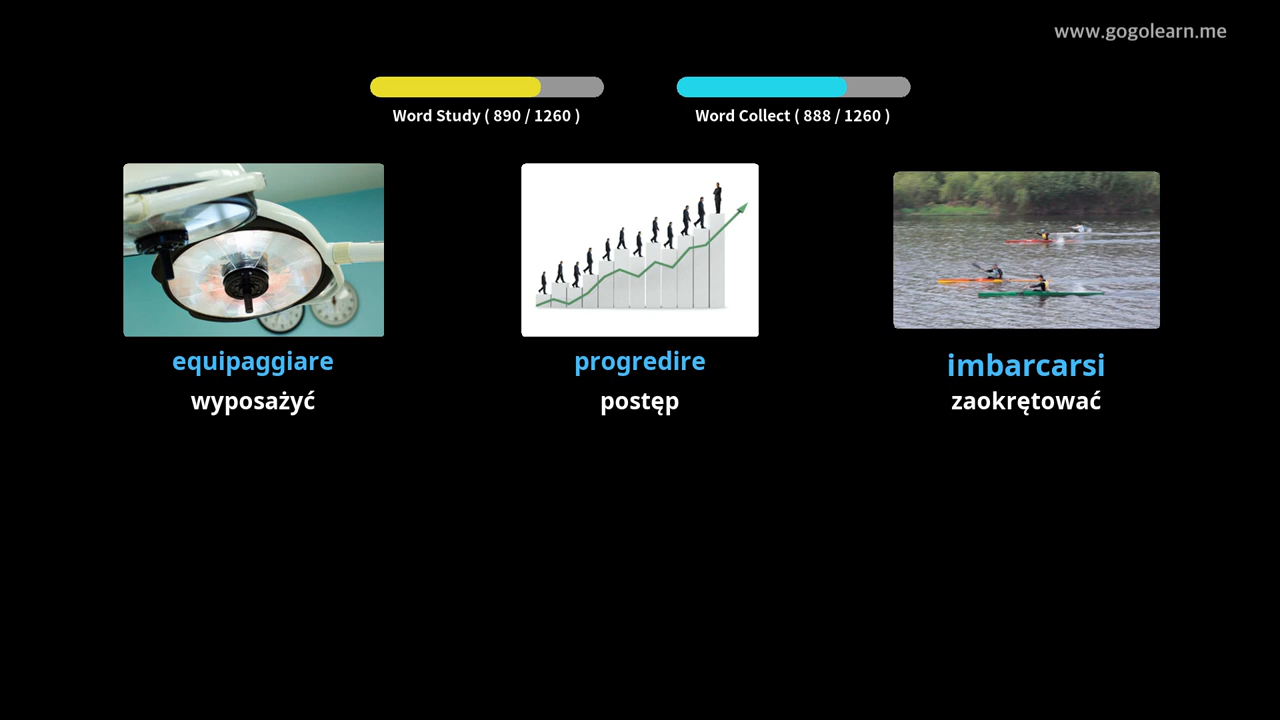 www.gogolearn.me
Word Study ( 890 / 1260 )
Word Collect ( 888 / 1260 )
equipaggiare
wyposażyć
progredire
postęp
imbarcarsi
zaokrętować